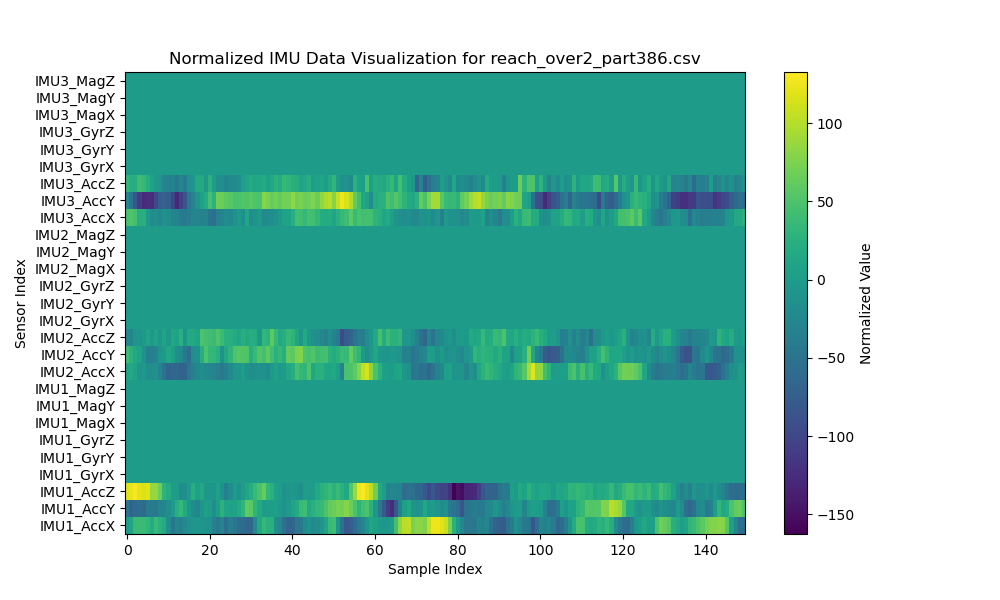 Normalized IMU Data Visualization for reach_over2_part386.csv
IMU3_MagZ
IMU3_MagY
IMU3_MagX
IMU3_GyrZ
IMU3_GyrY
IMU3_GyrX
IMU3_AccZ
IMU3_AccY
IMU3_AccX
IMU2_MagZ
IMU2_MagY
IMU2_MagX
IMU2_GyrZ
IMU2_GyrY
IMU2_GyrX
IMU2_AccZ
IMU2_AccY
IMU2_AccX
IMU1_MagZ
IMU1_MagY
IMU1_MagX
IMU1_GyrZ
IMU1_GyrY
IMU1_GyrX
IMU1_AccZ
IMU1_AccY
IMU1_AccX
Sensor Index
0 20 40 60 80 100 120 140
Sample Index
100
50
0
−50
−100
−150
Normalized Value